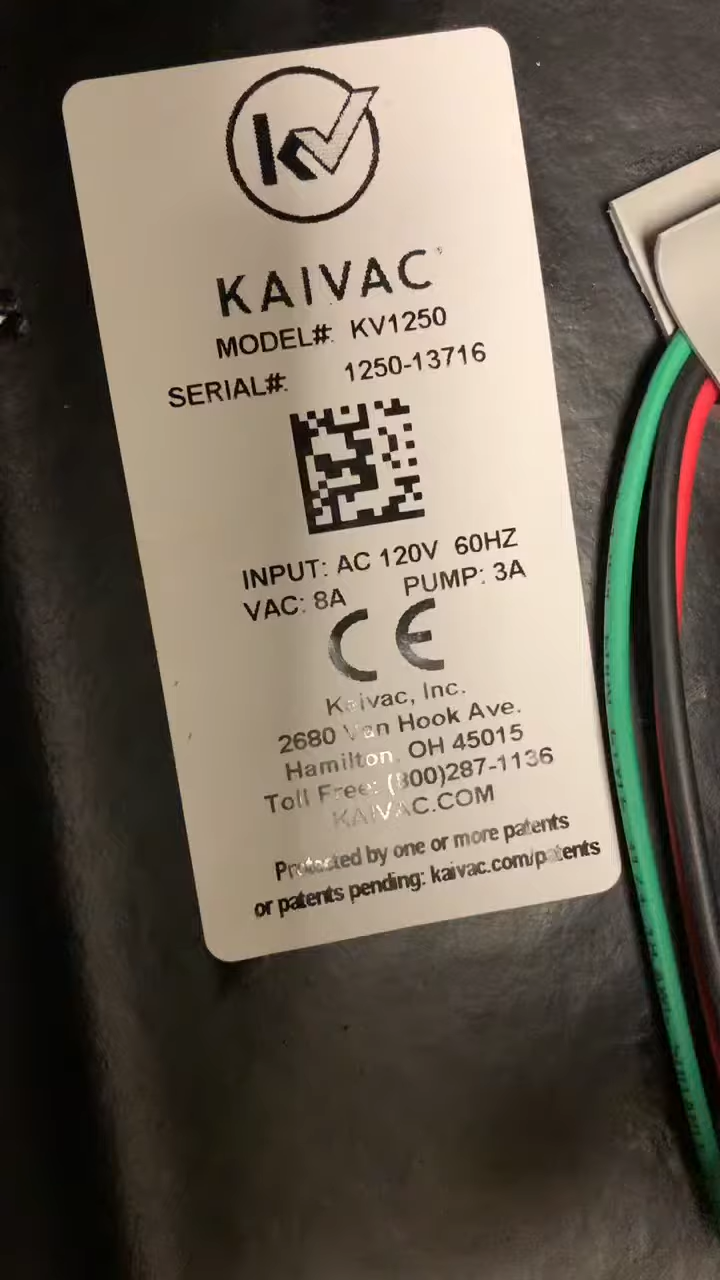 kv
KAIVAC
MODEL#: KV1250
SERIAL#: 1250-13716
INPUT: AC 120V 60HZ
VAC: 8A PUMP: 3A
CE
Kaivac, Inc.
2680 Van Hook Ave.
Hamilton, OH 45015
Toll Free: (800)287-1136
KAIVAC.COM
Protected by one or more patents
or patents pending: kaivac.com/patents